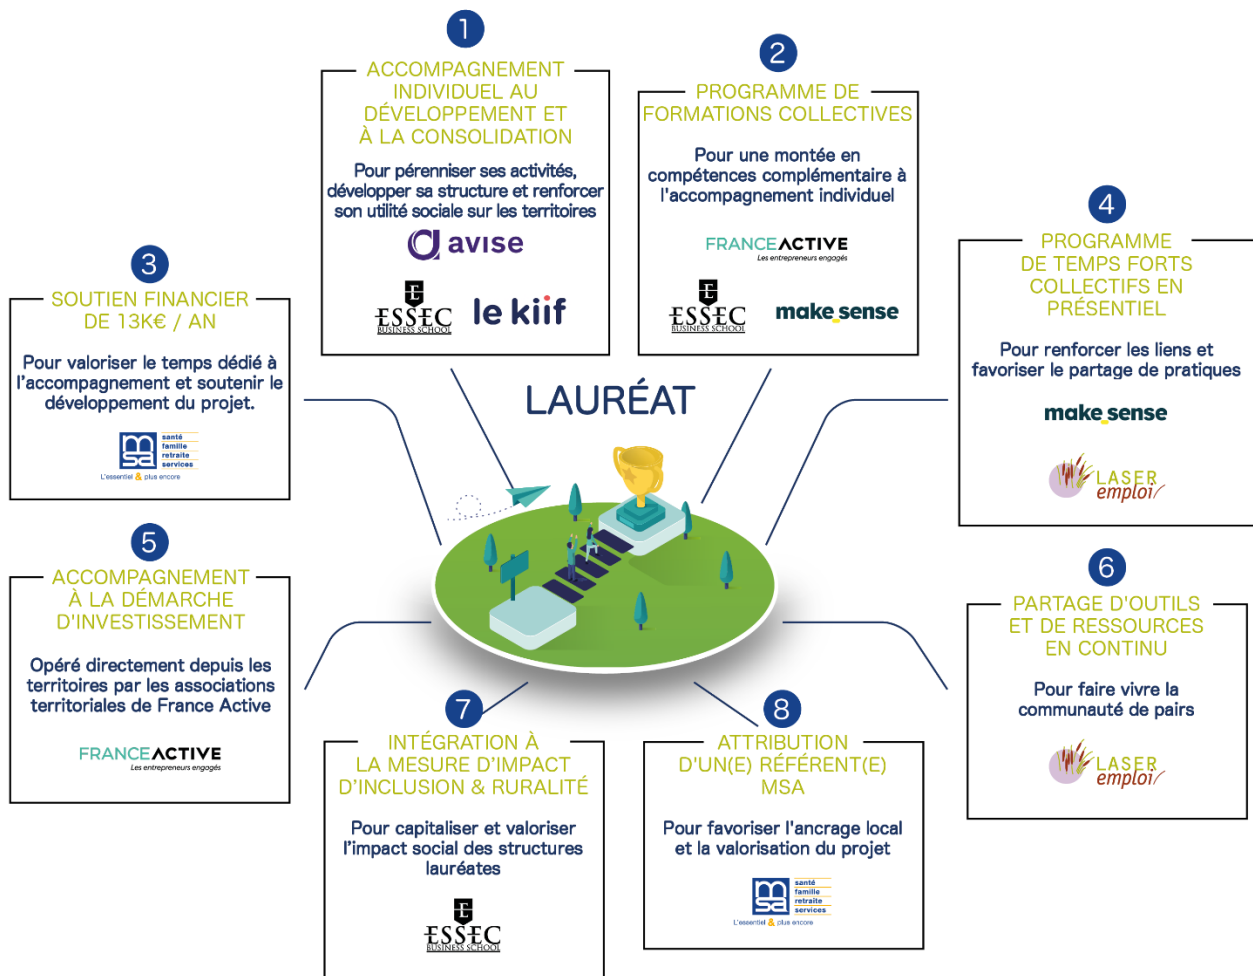 1
ACCOMPAGNEMENT
INDIVIDUEL AU
DÉVELOPPEMENT ET
À LA CONSOLIDATION
Pour pérenniser ses activités,
développer sa structure et renforcer
son utilité sociale sur les territoires
avise
ESSEC
BUSINESS SCHOOL
le kiif
2
PROGRAMME DE
FORMATIONS COLLECTIVES
Pour une montée en
compétences complémentaire à
l'accompagnement individuel
FRANCE ACTIVE
Les entrepreneurs engagés
ESSEC
BUSINESS SCHOOL
make_sense
3
SOUTIEN FINANCIER
DE 13K€ / AN
Pour valoriser le temps dédié à
l’accompagnement et soutenir le
développement du projet.
msa
santé
famille
retraite
services
L'essentiel & plus encore
LAURÉAT
4
PROGRAMME
DE TEMPS FORTS
COLLECTIFS EN
PRÉSENTIEL
Pour renforcer les liens et
favoriser le partage de pratiques
make_sense
LASER
emploi
5
ACCOMPAGNEMENT
À LA DÉMARCHE
D'INVESTISSEMENT
Opéré directement depuis les
territoires par les associations
territoriales de France Active
FRANCE ACTIVE
Les entrepreneurs engagés
6
PARTAGE D'OUTILS
ET DE RESSOURCES
EN CONTINU
Pour faire vivre la
communauté de pairs
LASER
emploi
7
INTÉGRATION À
LA MESURE D’IMPACT
D’INCLUSION & RURALITÉ
Pour capitaliser et valoriser
l’impact social des structures
lauréates
ESSEC
BUSINESS SCHOOL
8
ATTRIBUTION
D'UN(E) RÉFÉRENT(E)
MSA
Pour favoriser l'ancrage local
et la valorisation du projet
msa
santé
famille
retraite
services
L'essentiel & plus encore